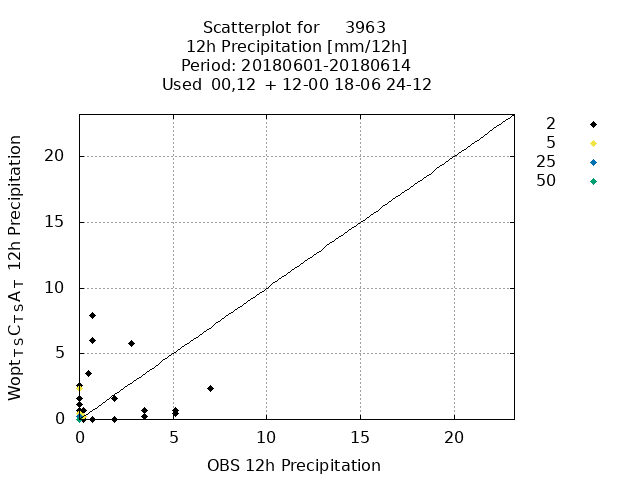 Scatterplot for 3963
12h Precipitation [mm/12h]
Period: 20180601-20180614
Used 00,12 + 12-00 18-06 24-12
2
5
25
50
20
15
10
5
0
0 5 10 15 20
Wopt T S C T S A T 12h Precipitation
OBS 12h Precipitation